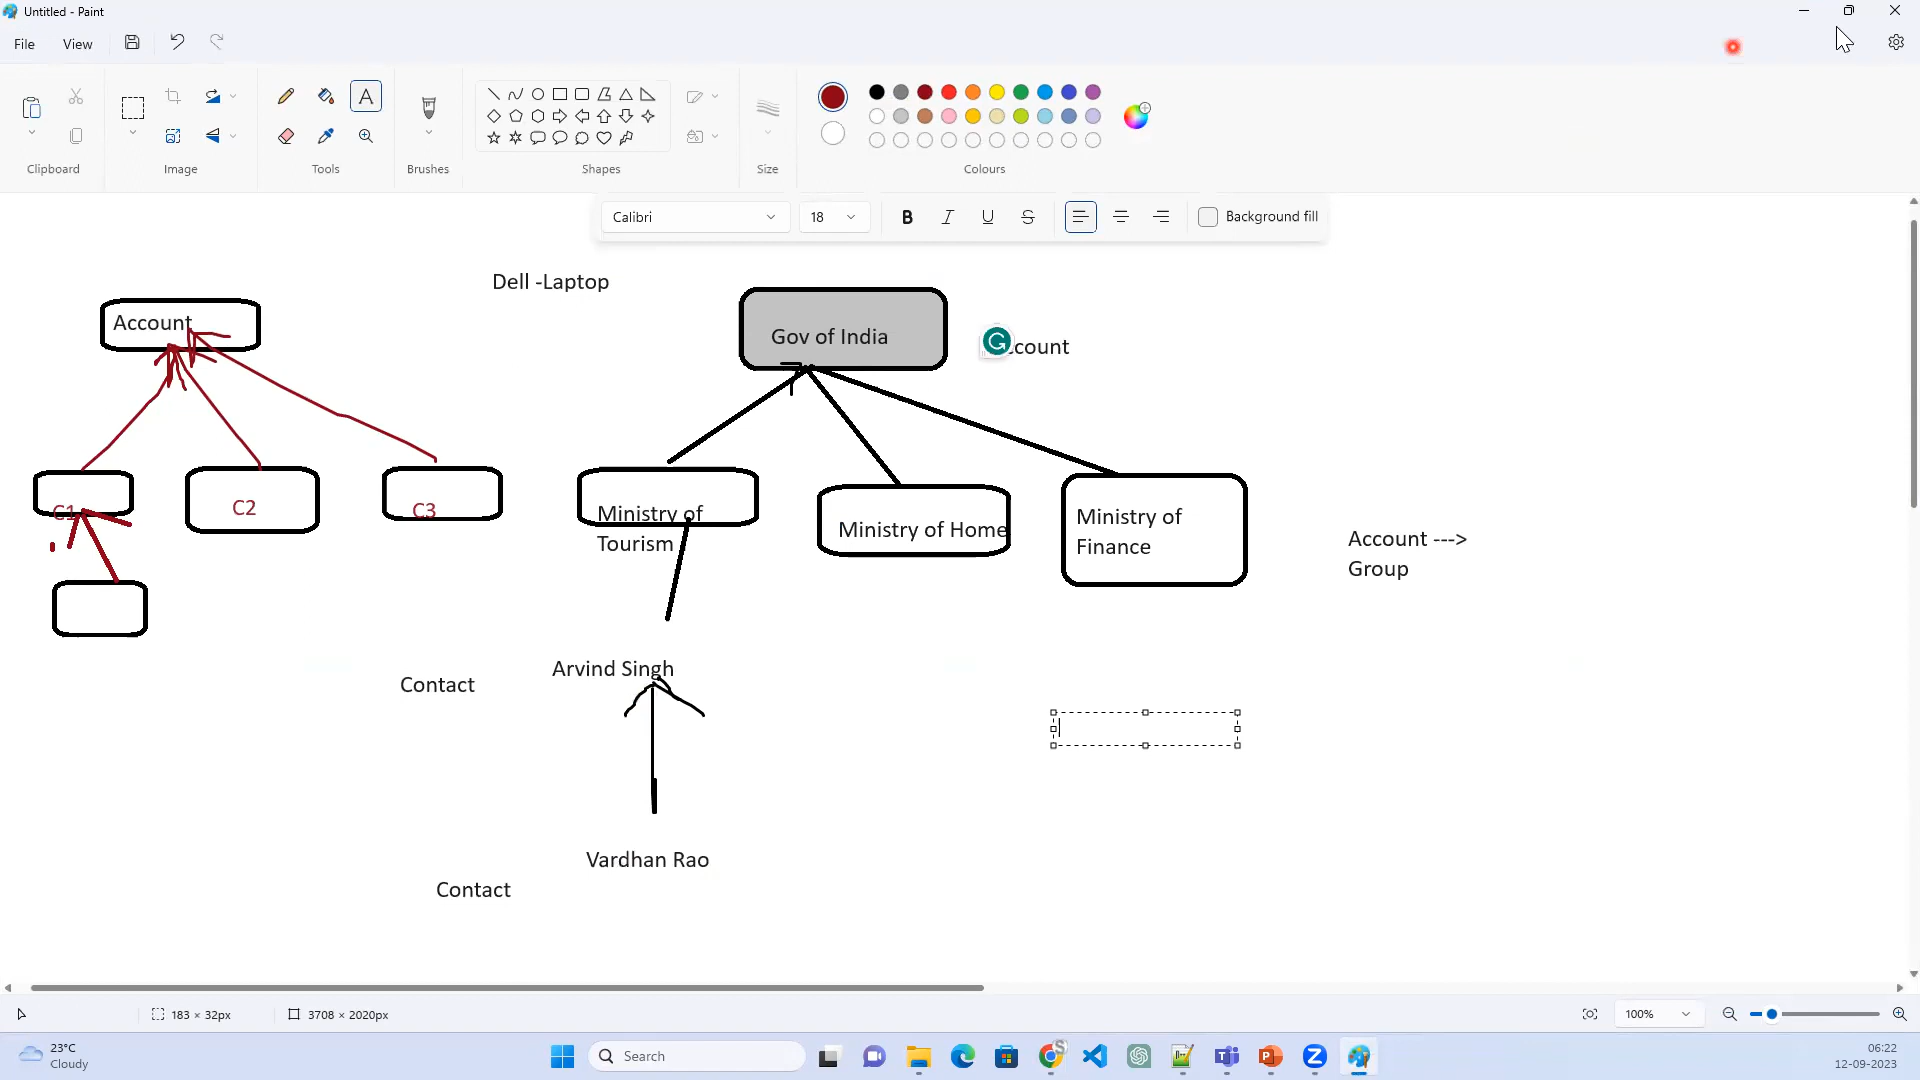 Untitled - Paint
File
View
Clipboard
Image
Tools
Brushes
Shapes
Size
Colours
Calibri
18
B
I
U
S
Background fill
Dell -Laptop
Account
Gov of India
ccount
C1
C2
C3
Ministry of
Tourism
Ministry of Home
Ministry of
Finance
Account --->
Group
Contact
Arvind Singh
Vardhan Rao
Contact
183 × 32px
3708 × 2020px
100%
23°C
Cloudy
Search
06:22
12-09-2023